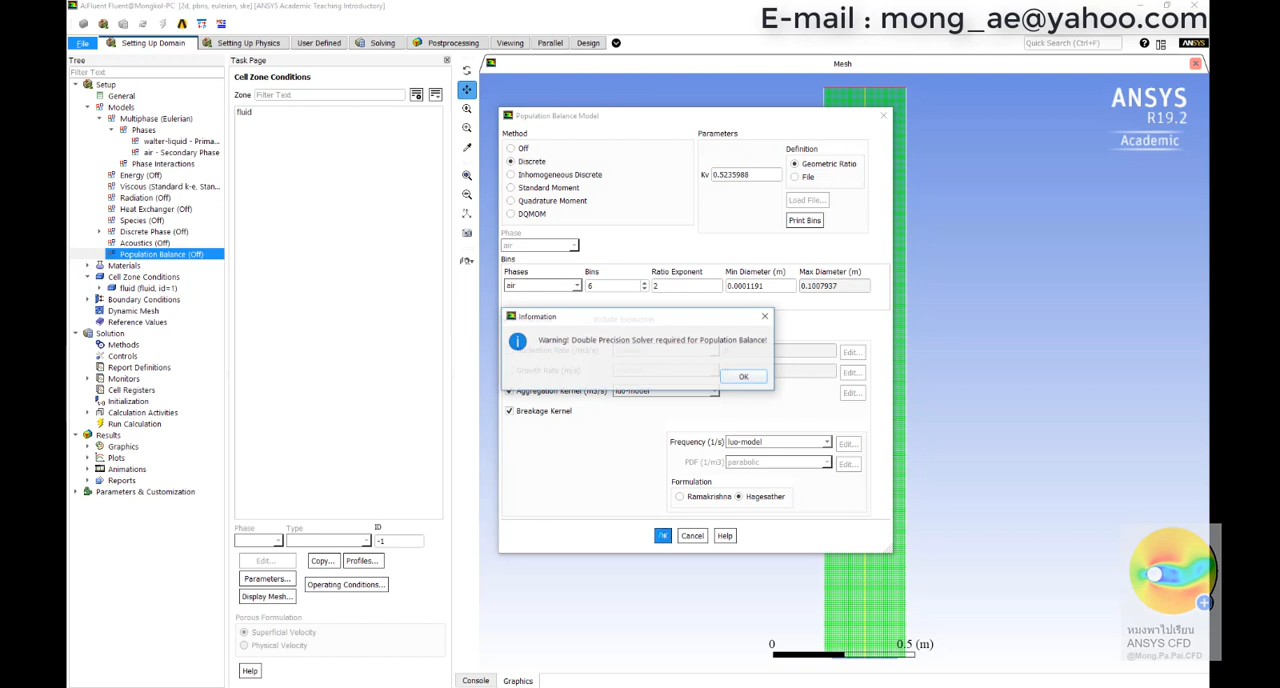 A:Fluent Fluent@Mongkol-PC [2d, pbns, eulerian, ske] [ANSYS Academic Teaching Introductory]
E-mail : mong_ae@yahoo.com
File
Setting Up Domain
Setting Up Physics
User Defined
Solving
Postprocessing
Viewing
Parallel
Design
Quick Search (Ctrl+F)
ANSYS
Tree
Filter Text
Setup
General
Models
Multiphase (Eulerian)
Phases
walter-liquid - Prima...
air - Secondary Phase
Phase Interactions
Energy (Off)
Viscous (Standard k-e, Stan...
Radiation (Off)
Heat Exchanger (Off)
Species (Off)
Discrete Phase (Off)
Acoustics (Off)
Population Balance (Off)
Materials
Cell Zone Conditions
fluid (fluid, id=1)
Boundary Conditions
Dynamic Mesh
Reference Values
Solution
Methods
Controls
Report Definitions
Monitors
Cell Registers
Initialization
Calculation Activities
Run Calculation
Results
Graphics
Plots
Animations
Reports
Parameters & Customization
Task Page
Cell Zone Conditions
Zone Filter Text
fluid
Phase Type ID
-1
Edit... Copy... Profiles...
Parameters... Operating Conditions...
Display Mesh...
Porous Formulation
Superficial Velocity
Physical Velocity
Help
Mesh
ANSYS
R19.2
Academic
Population Balance Model
Method
Off
Discrete
Inhomogeneous Discrete
Standard Moment
Quadrature Moment
DQMOM
Parameters
Kv 0.5235988
Definition
Geometric Ratio
File
Load File...
Print Bins
Phase
air
Bins
Phases Bins Ratio Exponent Min Diameter (m) Max Diameter (m)
air 6 2 0.0001191 0.1007937
Information
Warning! Double Precision Solver required for Population Balance!
OK
Growth Rate (m/s)
Edit...
Edit...
Aggregation Kernel (m3/s) luo-model Edit...
Breakage Kernel
Frequency (1/s) luo-model Edit...
PDF (1/m3) parabolic Edit...
Formulation
Ramakrishna Hagesather
OK Cancel Help
0 0.5 (m)
หมงพาไปเรียน
ANSYS CFD
@Mong.Pa.Pai.CFD
Console Graphics